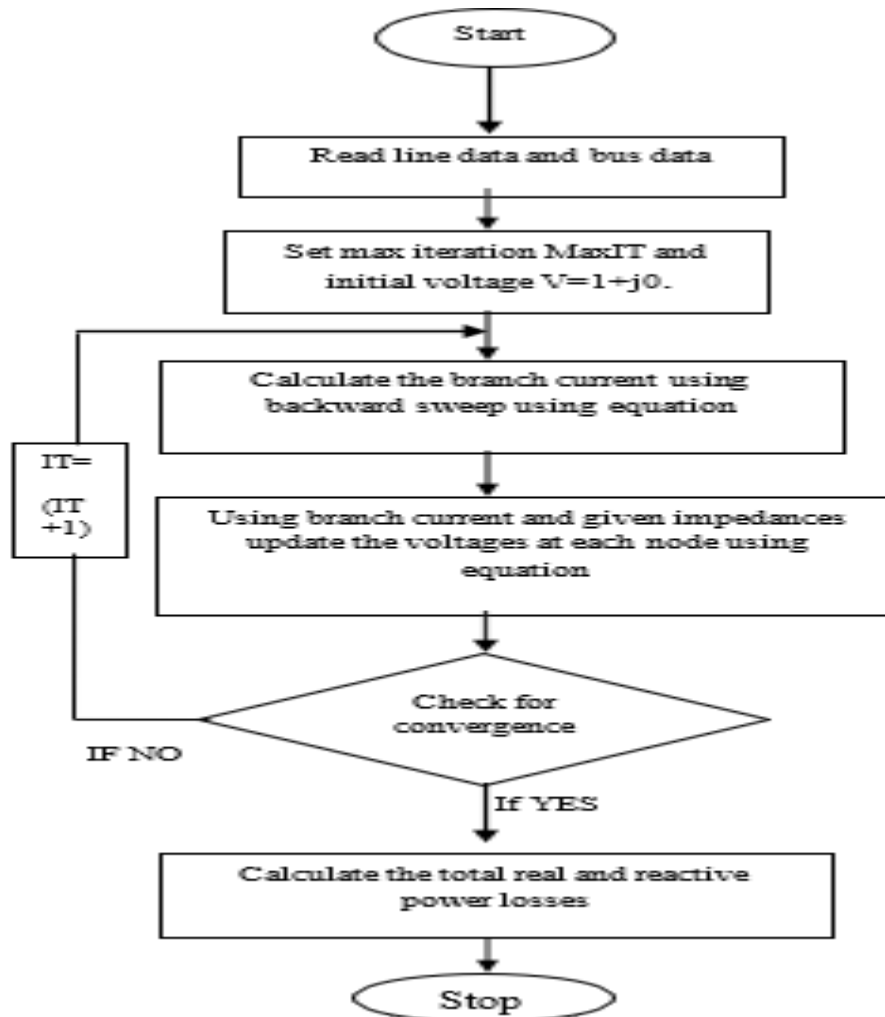 Start
Read line data and bus data
Set max iteration MaxIT and
initial voltage V=1+j0.
Calculate the branch current using
backward sweep using equation
IT=
(IT
+1)
Using branch current and given impedances
update the voltages at each node using
equation
Check for
convergence
IF NO
If YES
Calculate the total real and reactive
power losses
Stop